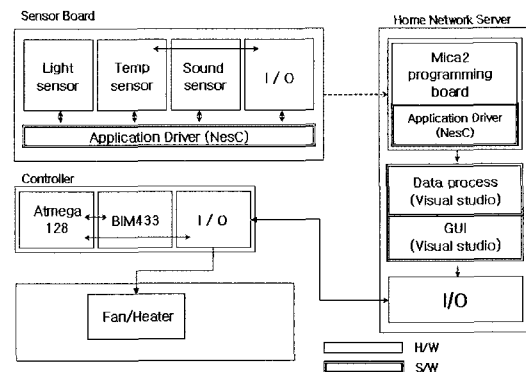 Sensor Board
Light
sensor
Temp
sensor
Sound
sensor
I / O
Application Driver (NesC)
Controller
Atmega
128
BIM433
I / O
Fan/Heater
Home Network Server
Mica2
programming
board
Application Driver
(NesC)
Data process
(Visual studio)
GUI
(Visual studio)
I/O
H/W
S/W